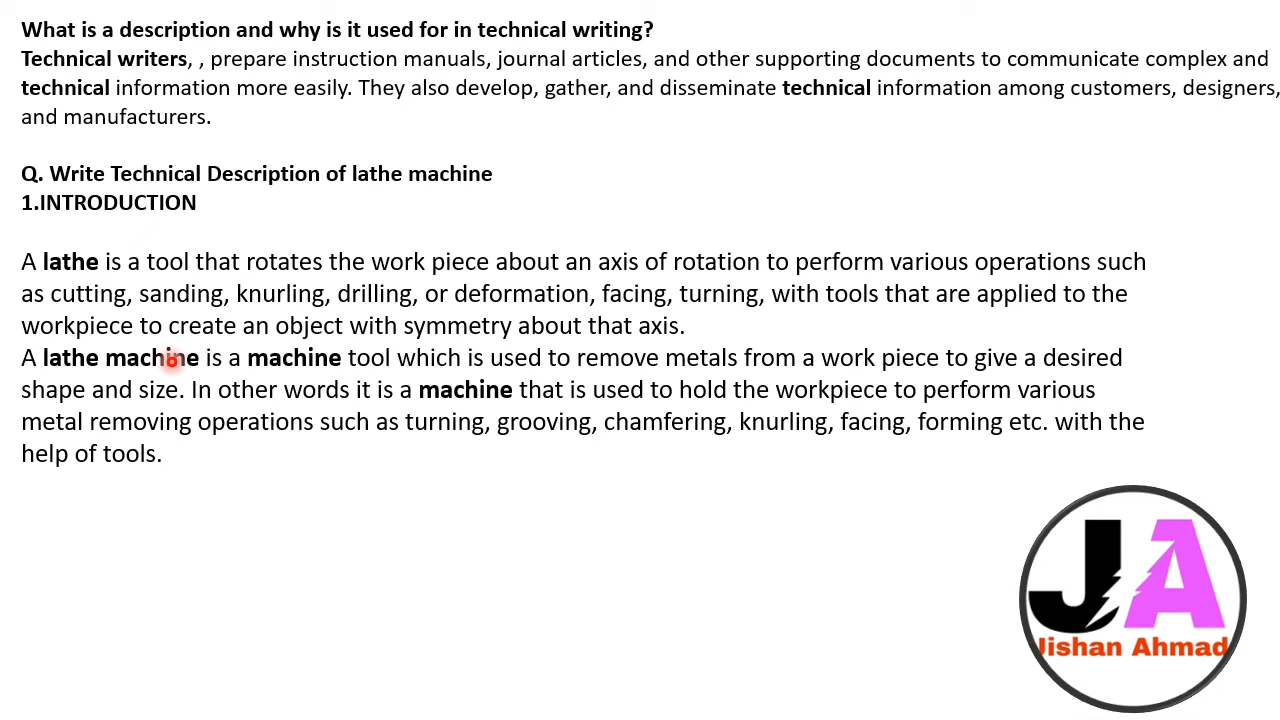 What is a description and why is it used for in technical writing?
Technical writers, , prepare instruction manuals, journal articles, and other supporting documents to communicate complex and
technical information more easily. They also develop, gather, and disseminate technical information among customers, designers,
and manufacturers.
Q. Write Technical Description of lathe machine
1.INTRODUCTION
A lathe is a tool that rotates the work piece about an axis of rotation to perform various operations such
as cutting, sanding, knurling, drilling, or deformation, facing, turning, with tools that are applied to the
workpiece to create an object with symmetry about that axis.
A lathe machine is a machine tool which is used to remove metals from a work piece to give a desired
shape and size. In other words it is a machine that is used to hold the workpiece to perform various
metal removing operations such as turning, grooving, chamfering, knurling, facing, forming etc. with the
help of tools.
JA
Jishan Ahmad